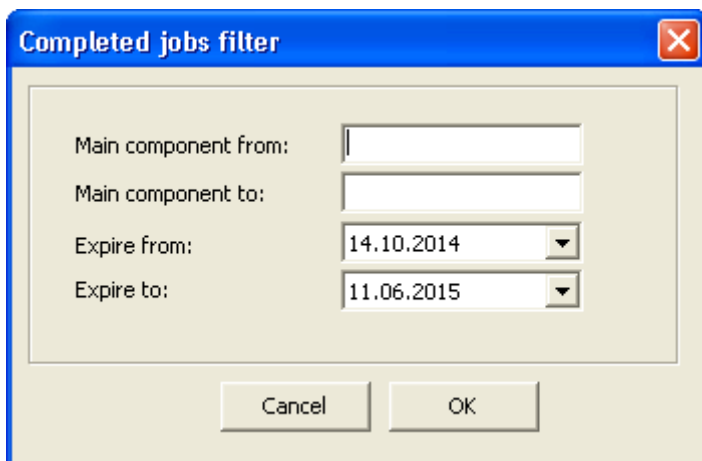 Completed jobs filter
Main component from:
Main component to:
Expire from: 14.10.2014
Expire to: 11.06.2015
Cancel OK